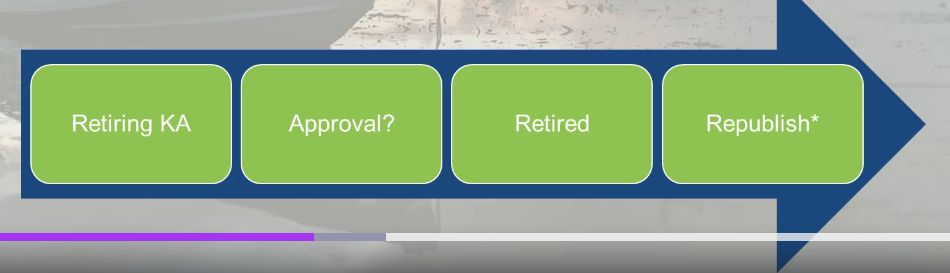 Retiring KA
Approval?
Retired
Republish*